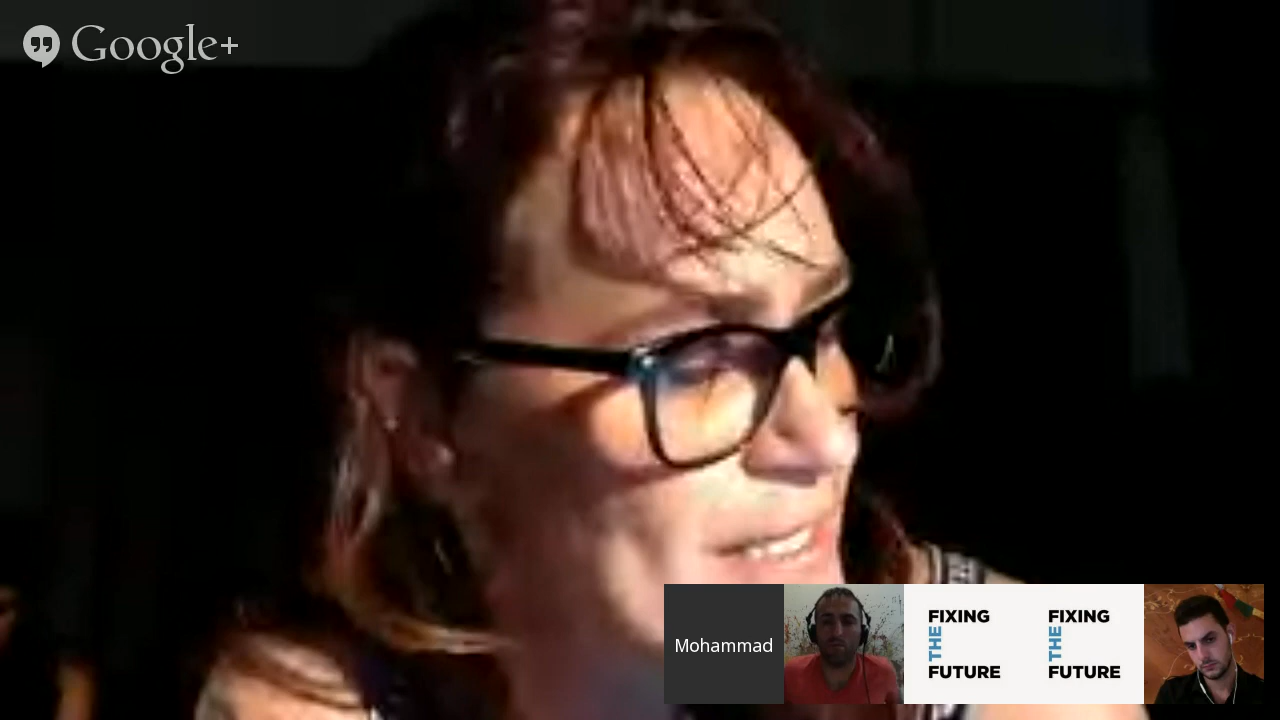 Google+
Mohammad
FIXING
THE
FUTURE
FIXING
THE
FUTURE